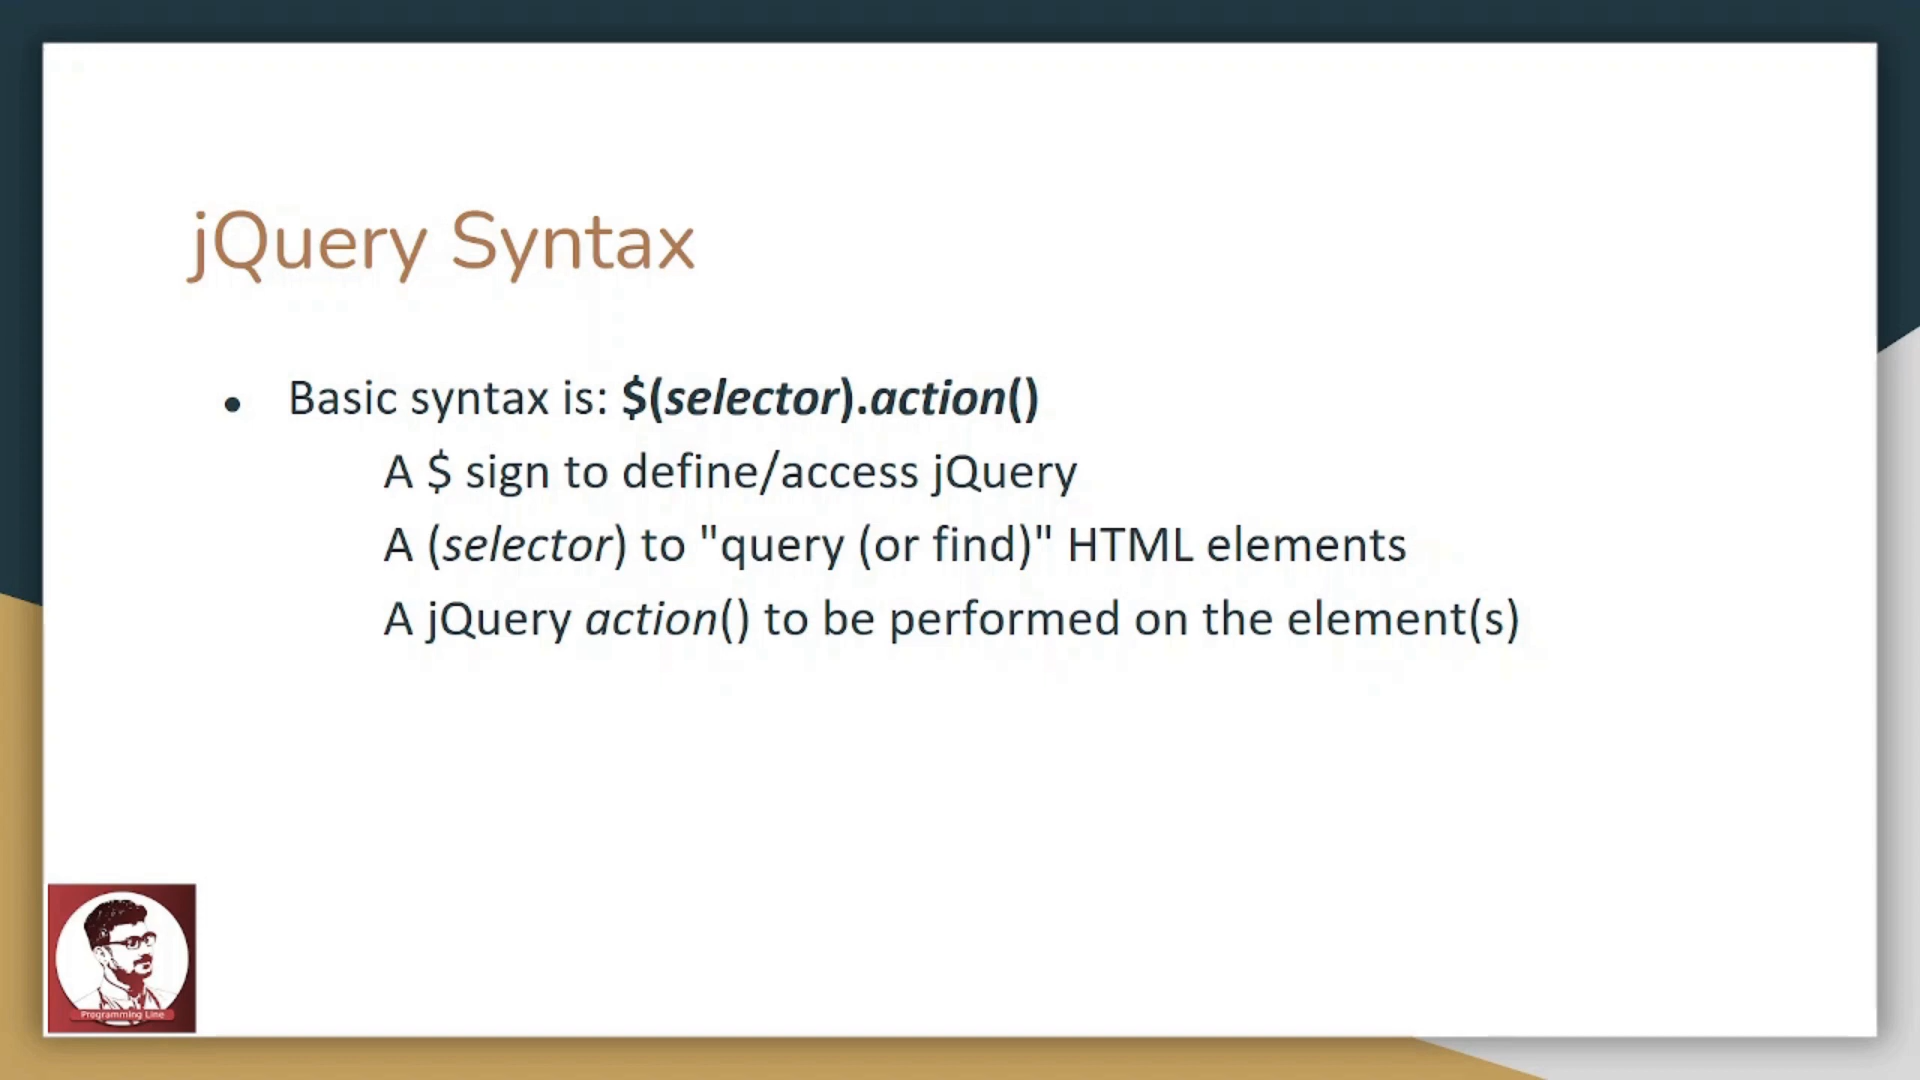 jQuery Syntax
● Basic syntax is: $(selector).action()
A $ sign to define/access jQuery
A (selector) to "query (or find)" HTML elements
A jQuery action() to be performed on the element(s)
Programming Line